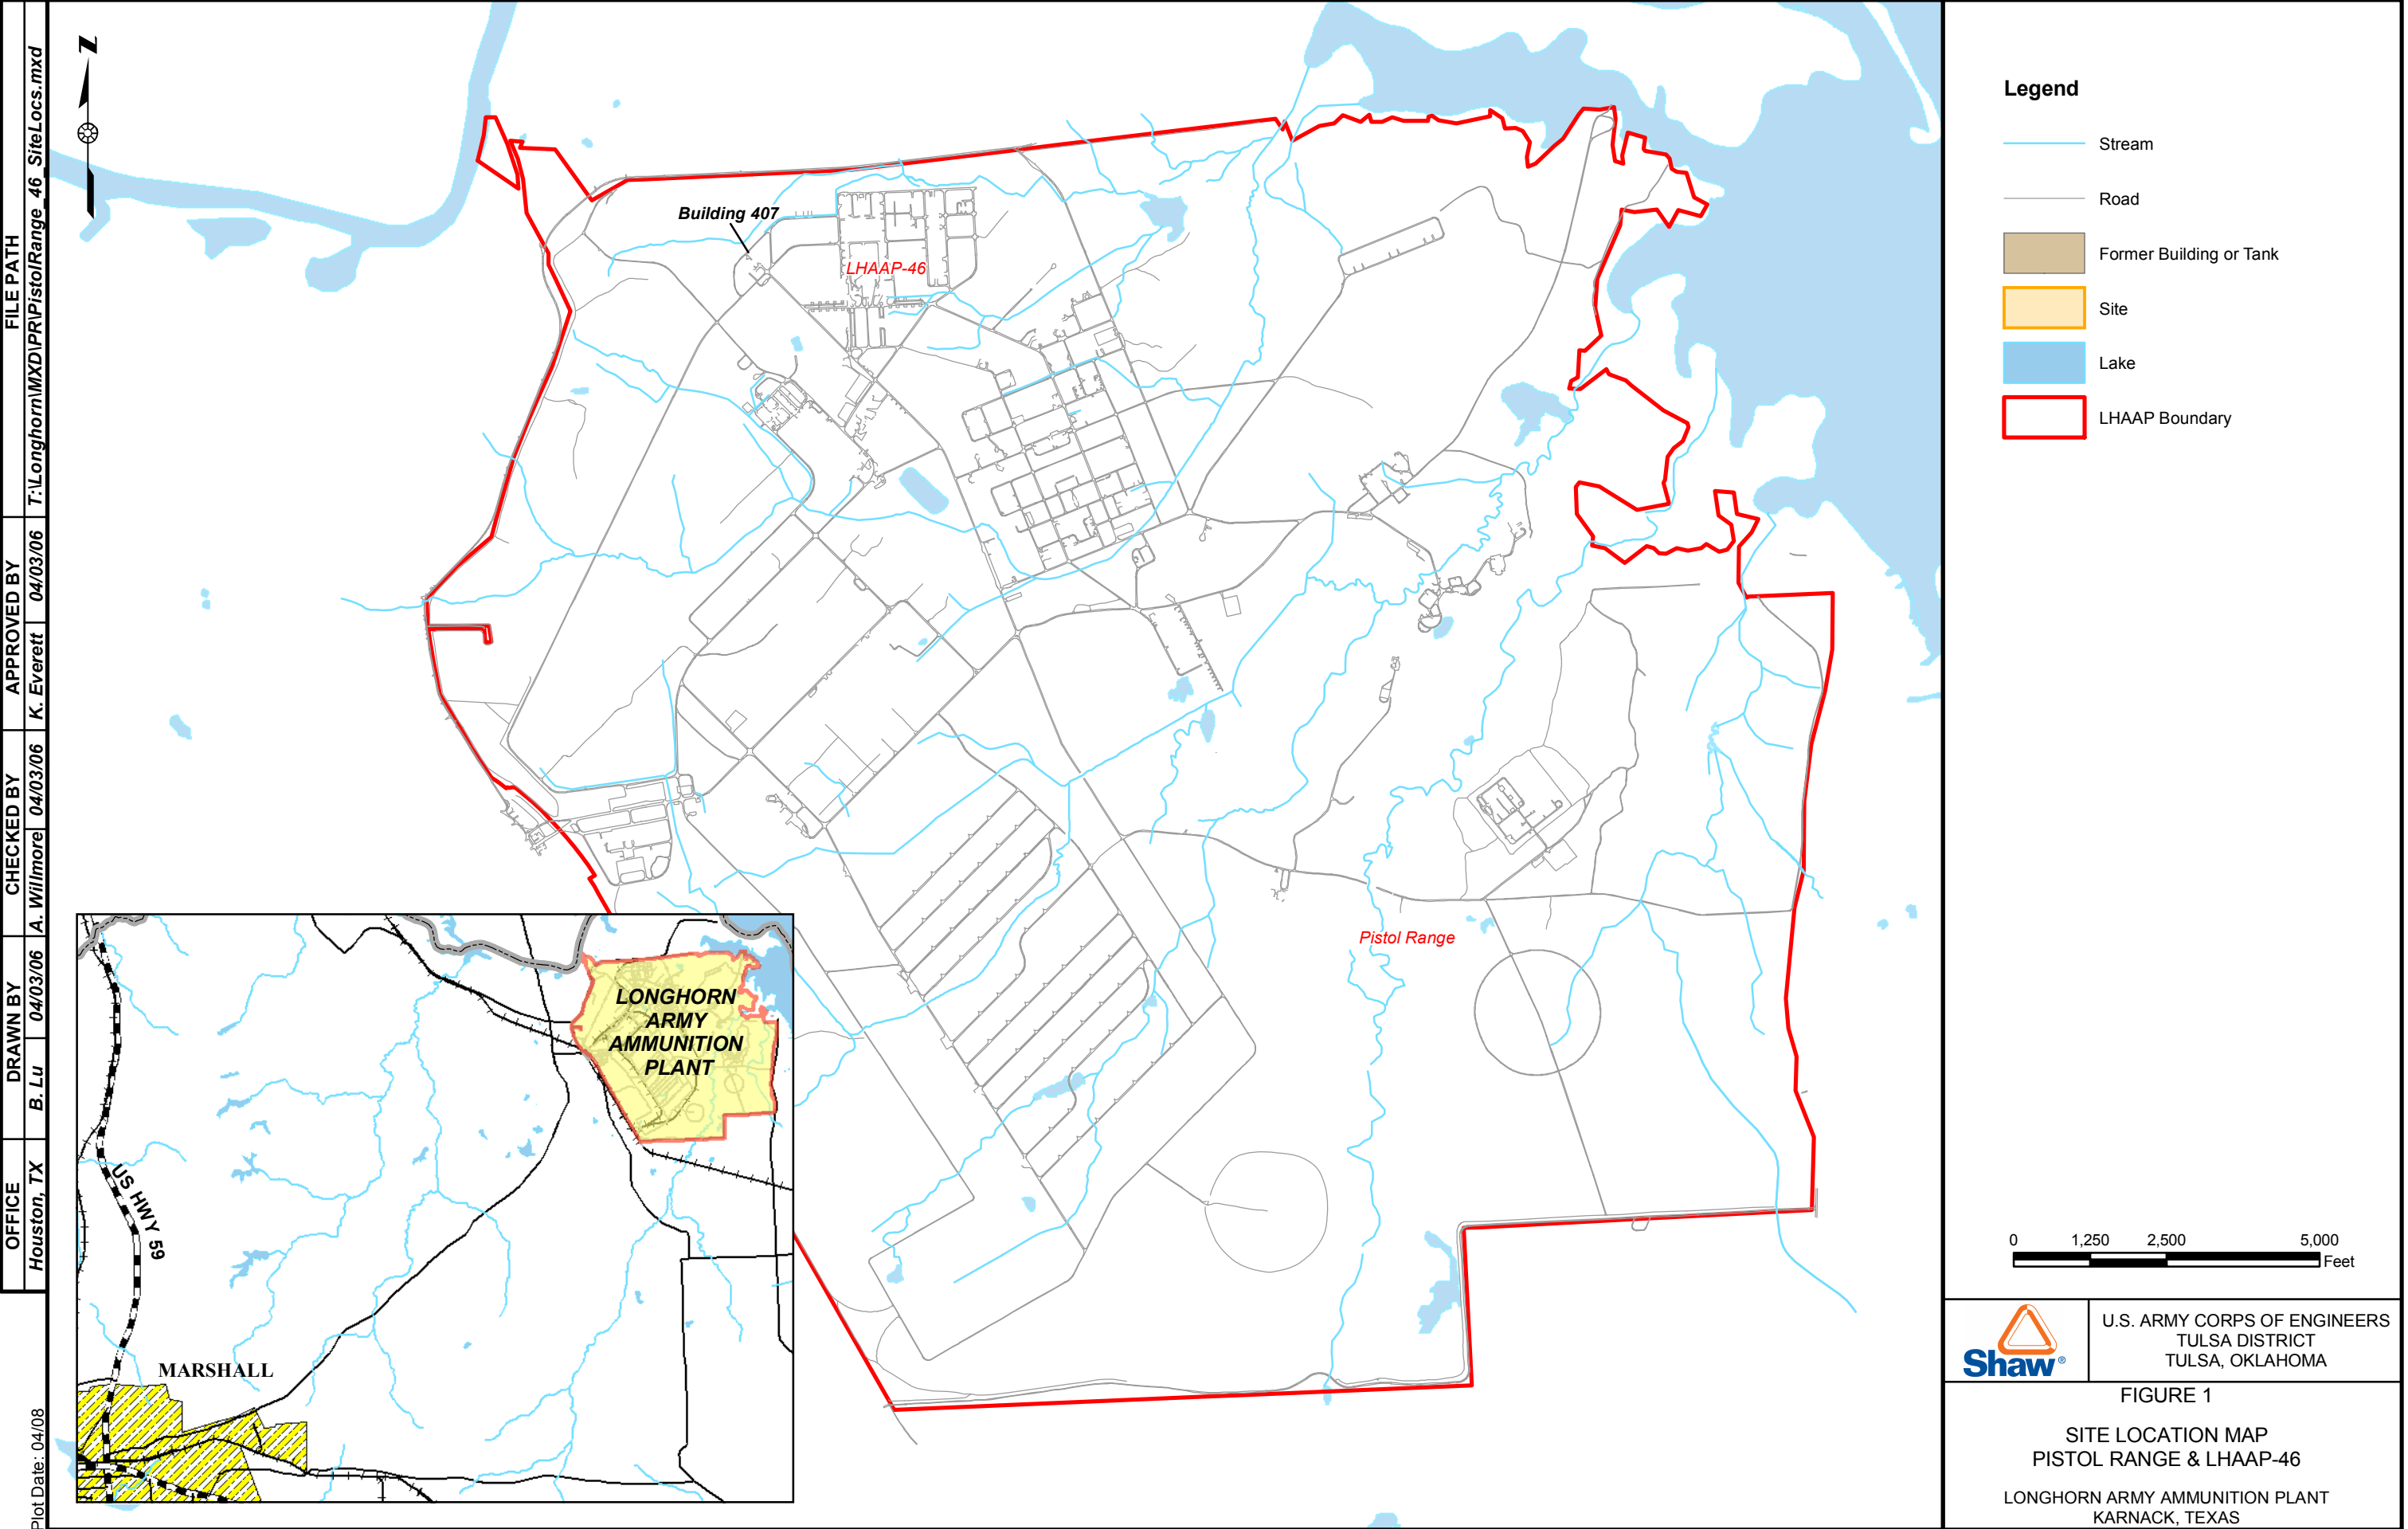 FILE PATH
T:\Longhorn\MXD\PR\PistolRange_46_SiteLocs.mxd
APPROVED BY
K. Everett 04/03/06
CHECKED BY
A. Willmore 04/03/06
DRAWN BY
B. Lu 04/03/06
OFFICE
Houston, TX
Plot Date: 04/08
N
Building 407
LHAAP-46
Pistol Range
LONGHORN
ARMY
AMMUNITION
PLANT
US HWY 59
MARSHALL
Legend
Stream
Road
Former Building or Tank
Site
Lake
LHAAP Boundary
0 1,250 2,500 5,000
Feet
Shaw®
U.S. ARMY CORPS OF ENGINEERS
TULSA DISTRICT
TULSA, OKLAHOMA
FIGURE 1
SITE LOCATION MAP
PISTOL RANGE & LHAAP-46
LONGHORN ARMY AMMUNITION PLANT
KARNACK, TEXAS